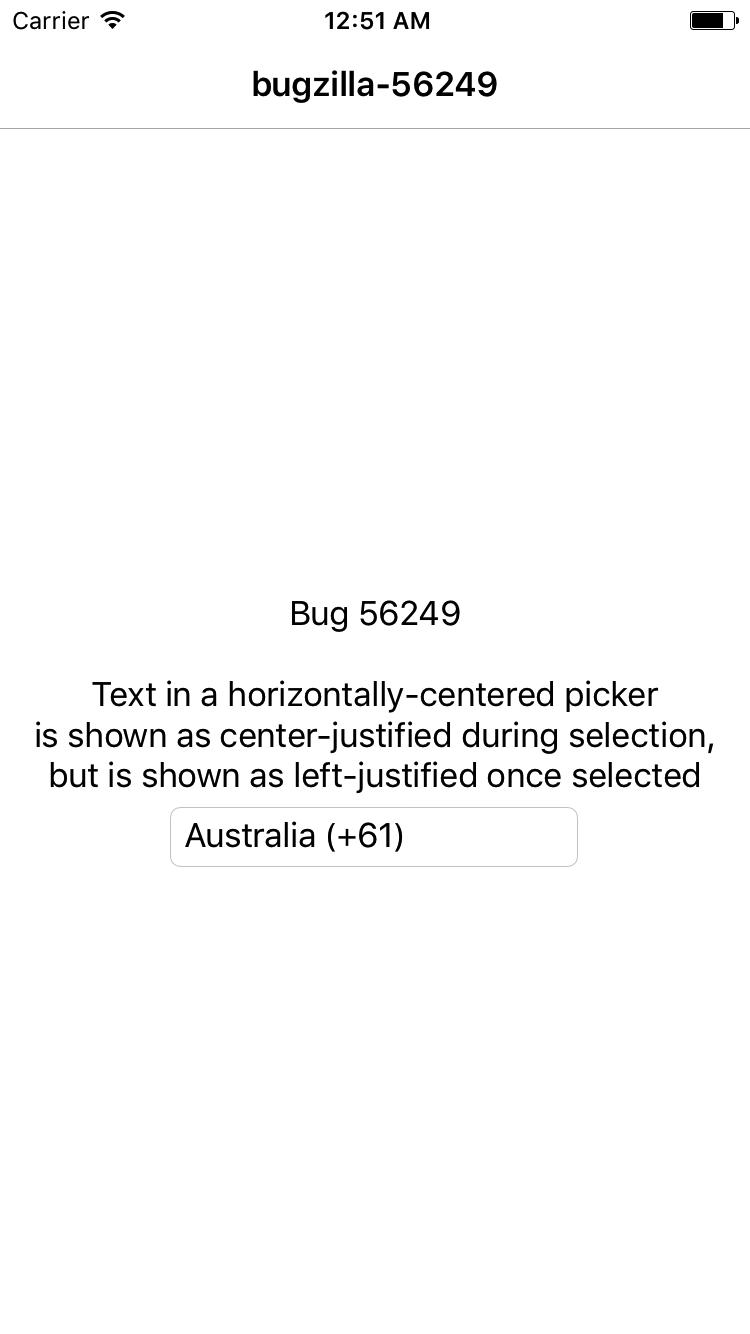 Carrier 12:51 AM
bugzilla-56249
Bug 56249
Text in a horizontally-centered picker
is shown as center-justified during selection,
but is shown as left-justified once selected
Australia (+61)